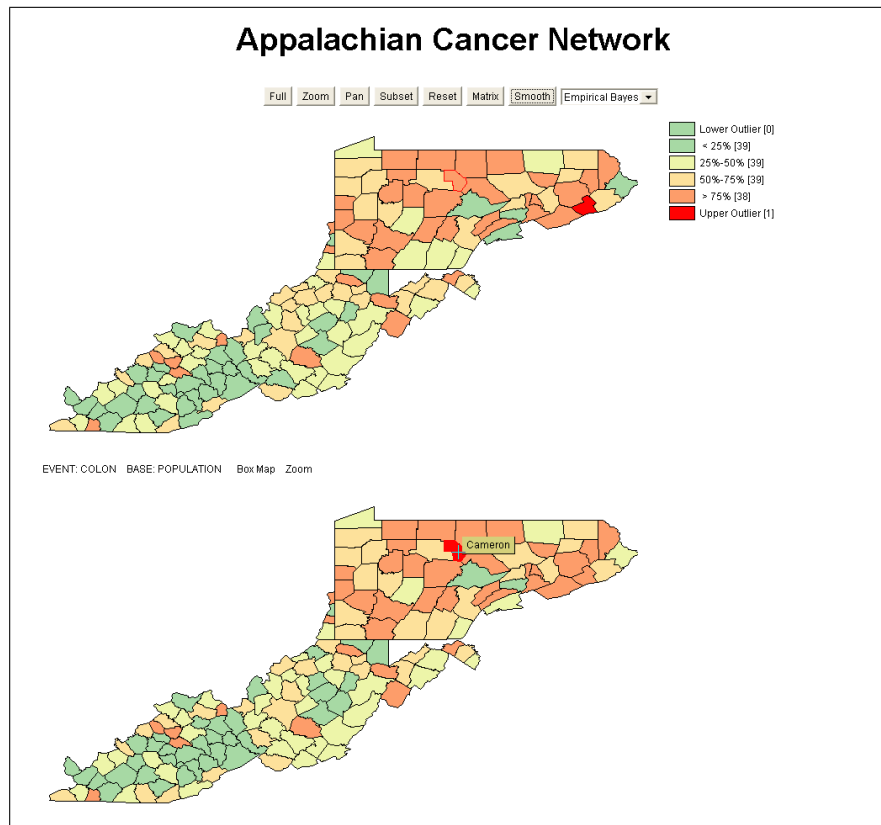 Appalachian Cancer Network
Full Zoom Pan Subset Reset Matrix Smooth Empirical Bayes
Lower Outlier [0]
< 25% [39]
25%-50% [39]
50%-75% [39]
> 75% [38]
Upper Outlier [1]
EVENT: COLON BASE: POPULATION Box Map Zoom
Cameron